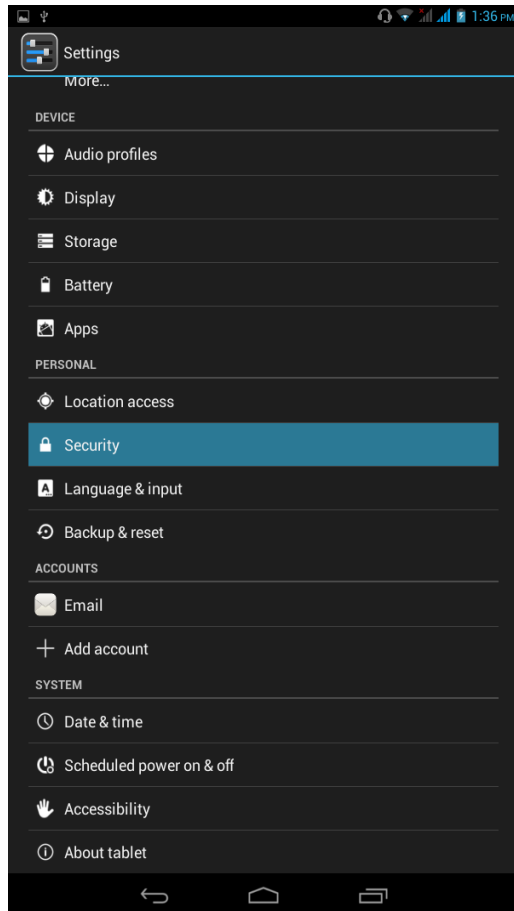 1:36 PM
Settings
More...
DEVICE
Audio profiles
Display
Storage
Battery
Apps
PERSONAL
Location access
Security
A Language & input
Backup & reset
ACCOUNTS
Email
Add account
SYSTEM
Date & time
Scheduled power on & off
Accessibility
About tablet